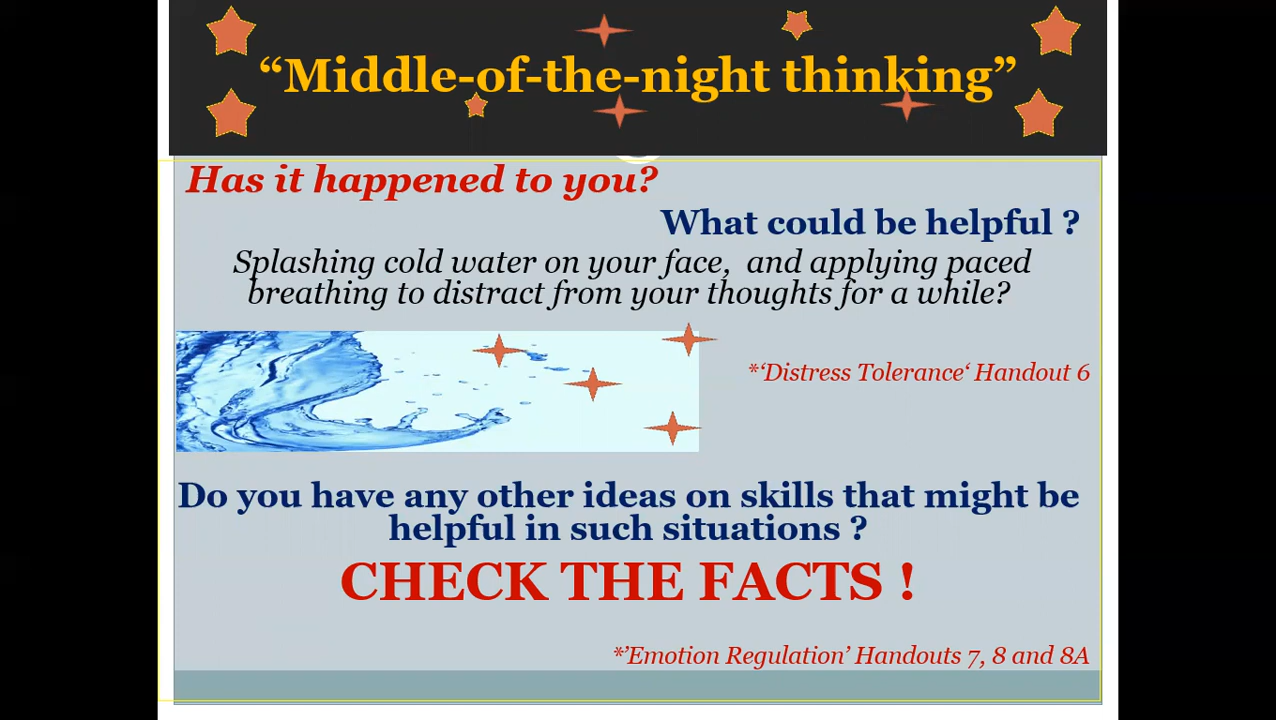 “Middle-of-the-night thinking”
Has it happened to you?
What could be helpful ?
Splashing cold water on your face,  and applying paced
breathing to distract from your thoughts for a while?
*‘Distress Tolerance‘ Handout 6
Do you have any other ideas on skills that might be
helpful in such situations ?
CHECK THE FACTS !
*’Emotion Regulation’ Handouts 7, 8 and 8A